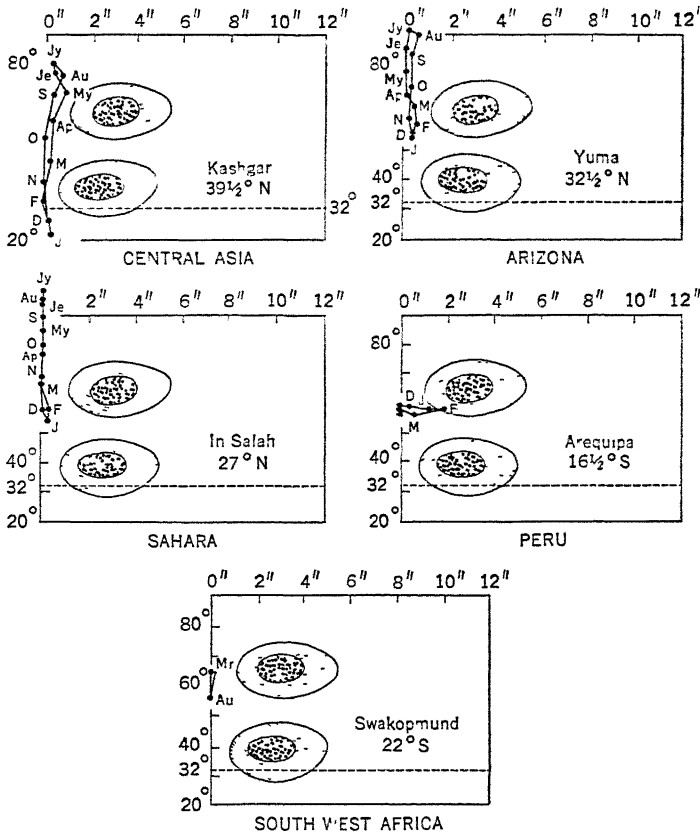 0" 2" 4" 6" 8" 10" 12"
80°
Jy
Je Au
S My
Ap
O
M
N
F
D
20° J
Kashgar
39½° N
32°
CENTRAL ASIA
0" 2" 4" 6" 8" 10" 12"
Jy Au
Je
80° S
My
O
Ap M
N F
D
J
40°
32°
20°
Yuma
32½° N
ARIZONA
Jy
2" 4" 6" 8" 10" 12"
Au Je
S
My
O
Ap
N
M
D F
J
40°
32°
20°
In Salah
27° N
SAHARA
0" 2" 4" 6" 8" 10" 12"
80°
D J F
M
40°
32°
20°
Arequipa
16½° S
PERU
0" 2" 4" 6" 8" 10" 12"
80°
60° Mr
Au
40°
32°
20°
Swakopmund
22° S
SOUTH WEST AFRICA